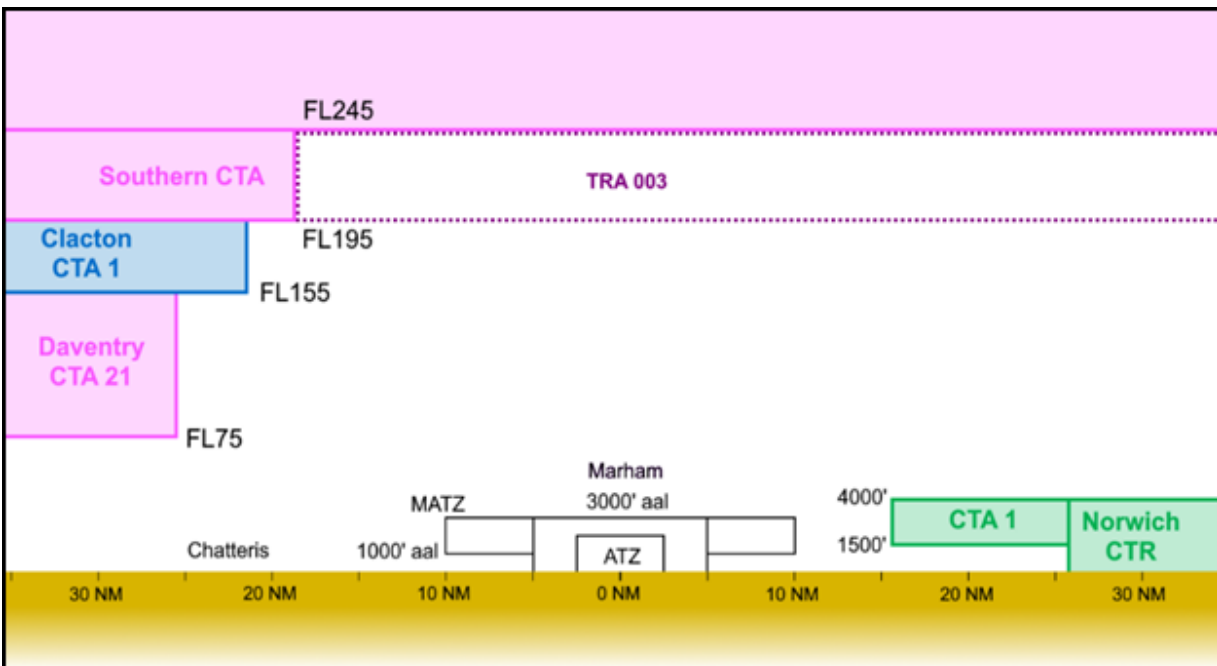 FL245
Southern CTA
TRA 003
Clacton
CTA 1
FL195
FL155
Daventry
CTA 21
FL75
Marham
MATZ
3000' aal
4000'
CTA 1
Norwich
CTR
Chatteris
1000' aal
ATZ
1500'
30 NM
20 NM
10 NM
0 NM
10 NM
20 NM
30 NM